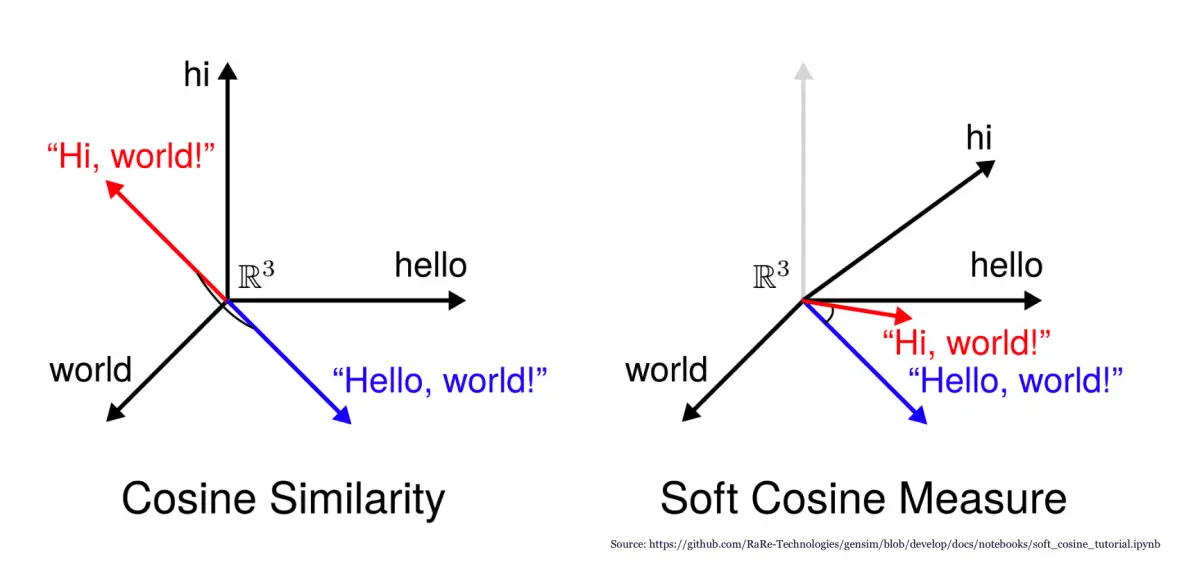 hi
“Hi, world!”
ℝ³
hello
world
“Hello, world!”
Cosine Similarity
hi
ℝ³
hello
“Hi, world!”
world
“Hello, world!”
Soft Cosine Measure
Source: https://github.com/RaRe-Technologies/gensim/blob/develop/docs/notebooks/soft_cosine_tutorial.ipynb